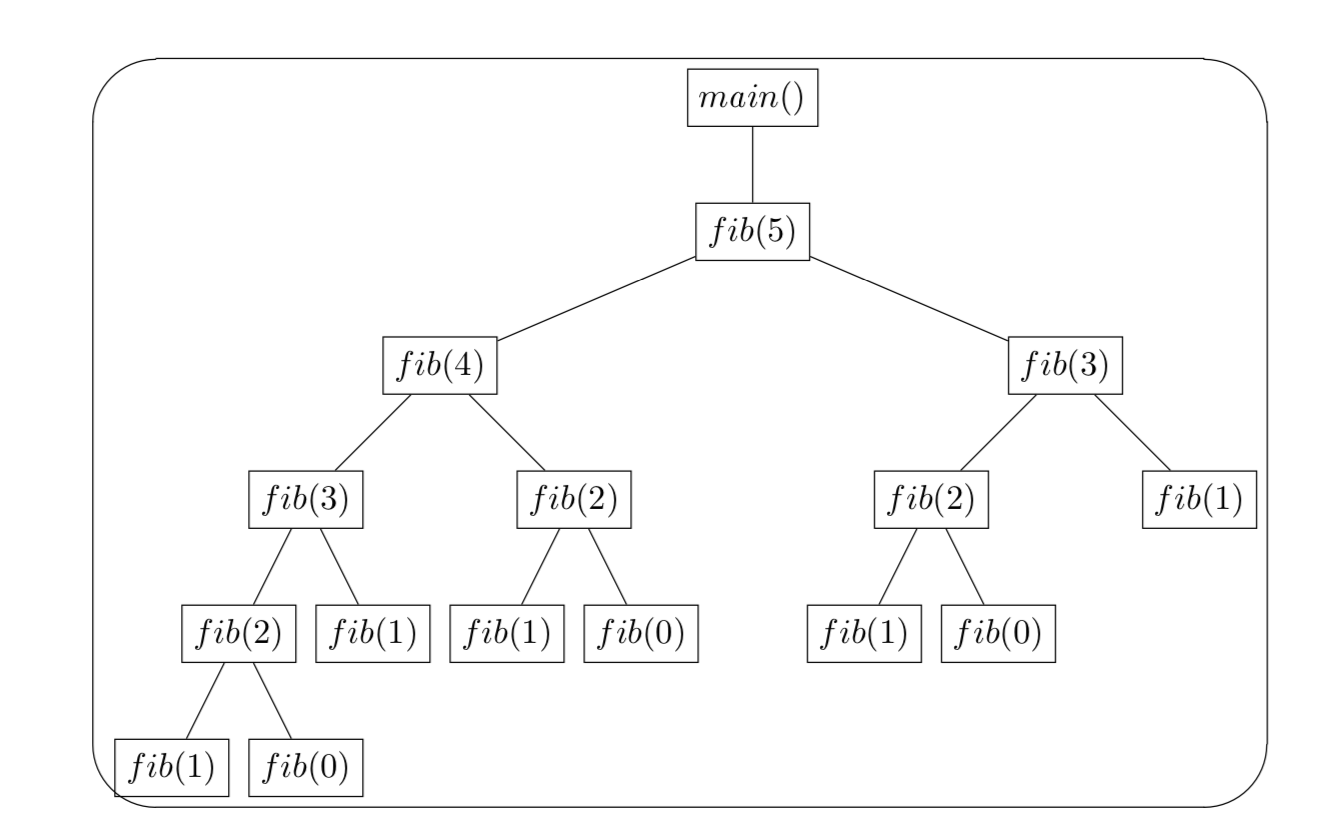 main()
fib(5)
fib(4) fib(3)
fib(3) fib(2) fib(2) fib(1)
fib(2) fib(1) fib(1) fib(0) fib(1) fib(0)
fib(1) fib(0)